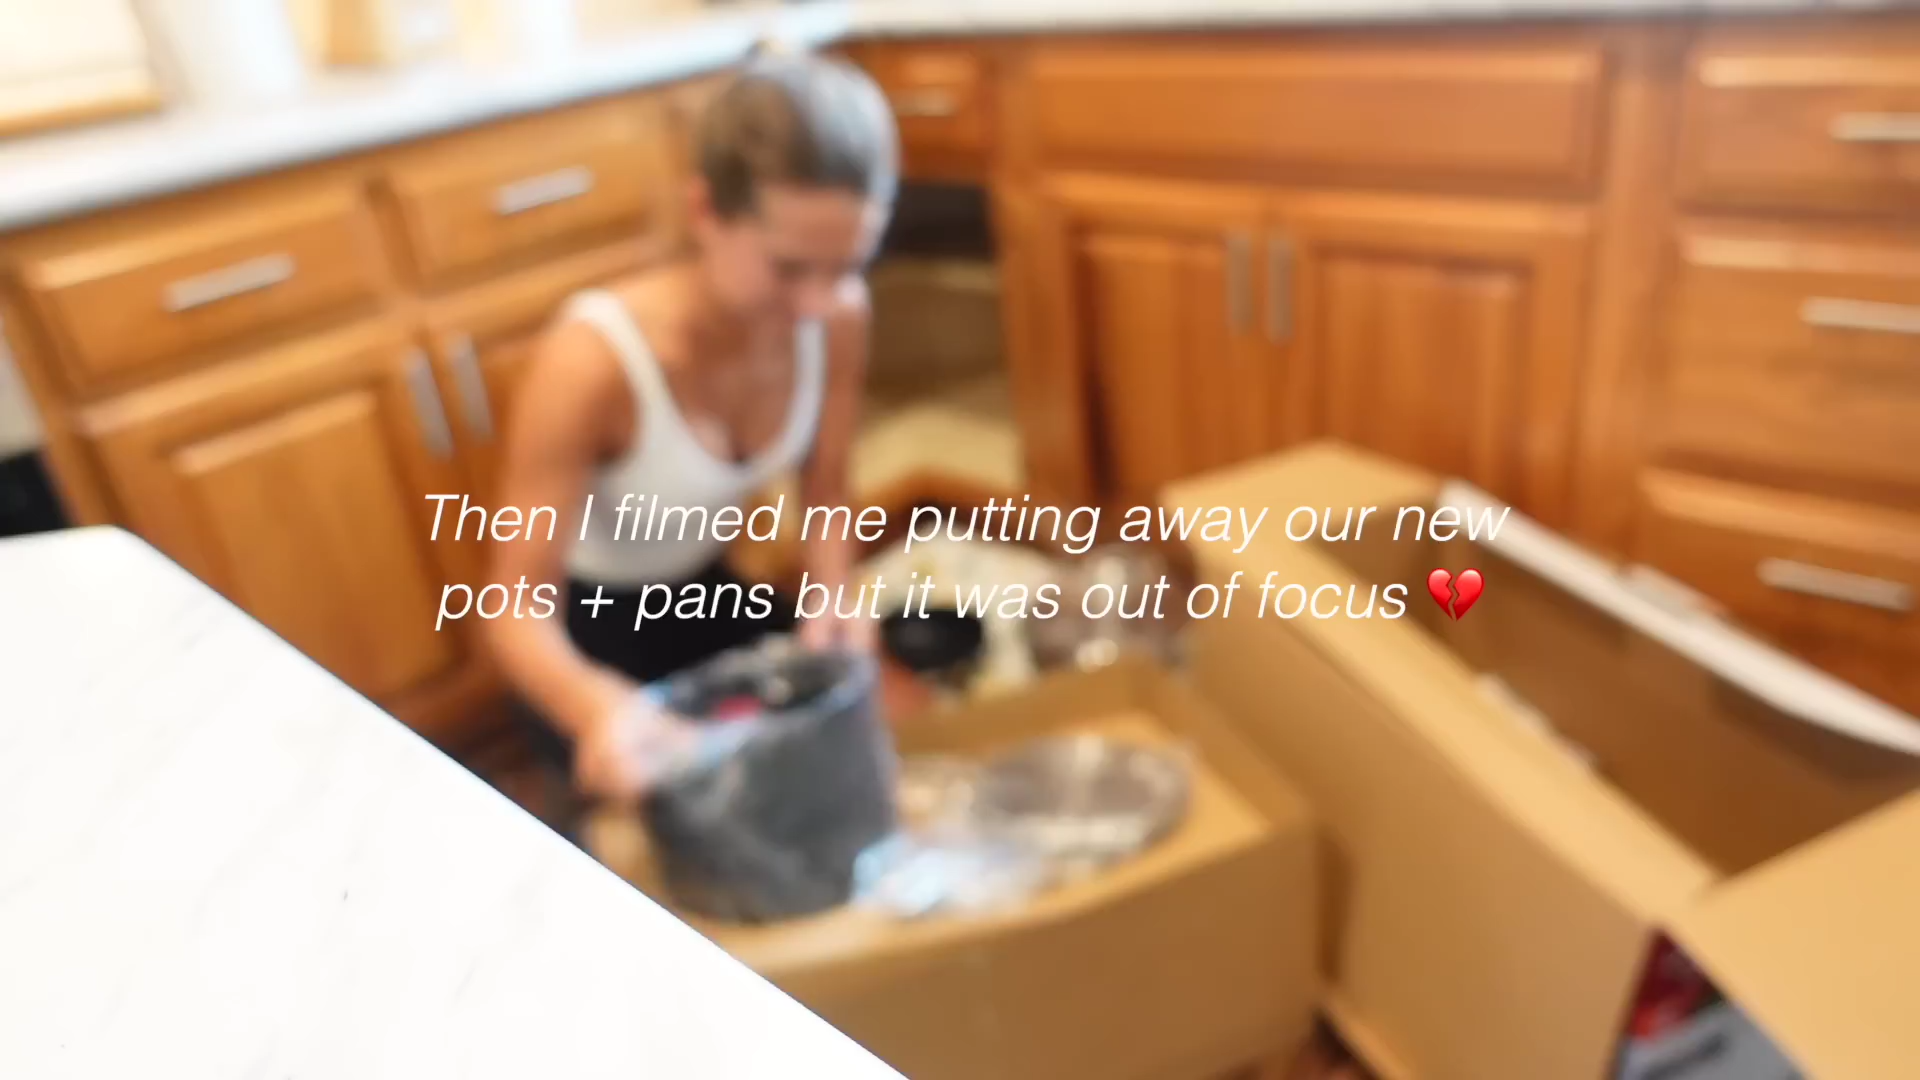 Then I filmed me putting away our new
pots + pans but it was out of focus 💔